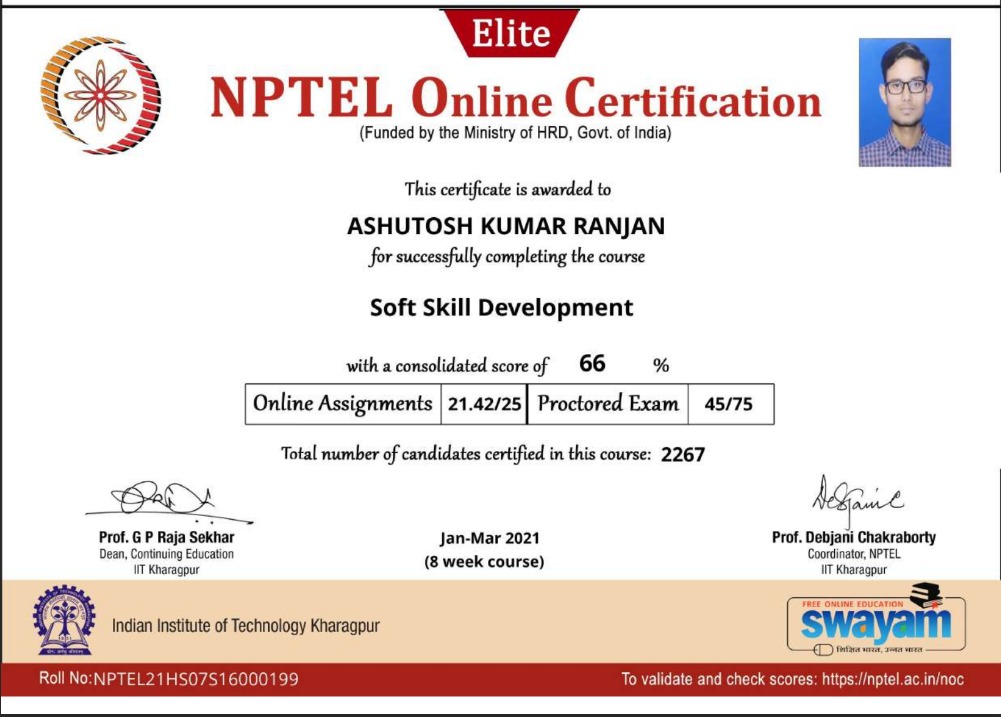 Elite
NPTEL Online Certification
(Funded by the Ministry of HRD, Govt. of India)
This certificate is awarded to
ASHUTOSH KUMAR RANJAN
for successfully completing the course
Soft Skill Development
with a consolidated score of 66 %
Online Assignments 21.42/25 Proctored Exam 45/75
Total number of candidates certified in this course: 2267
Prof. G P Raja Sekhar
Dean, Continuing Education
IIT Kharagpur
Jan-Mar 2021
(8 week course)
Prof. Debjani Chakraborty
Coordinator, NPTEL
IIT Kharagpur
Indian Institute of Technology Kharagpur
FREE ONLINE EDUCATION
swayam
शिक्षित भारत, उन्नत भारत
Roll No:NPTEL21HS07S16000199
To validate and check scores: https://nptel.ac.in/noc